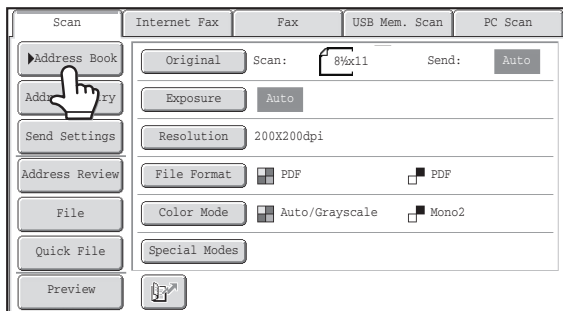 Scan Internet Fax Fax USB Mem. Scan PC Scan
Address Book Original Scan: 8½x11 Send: Auto
Exposure Auto
Send Settings Resolution 200X200dpi
Address Review File Format PDF PDF
File Color Mode Auto/Grayscale Mono2
Quick File Special Modes
Preview